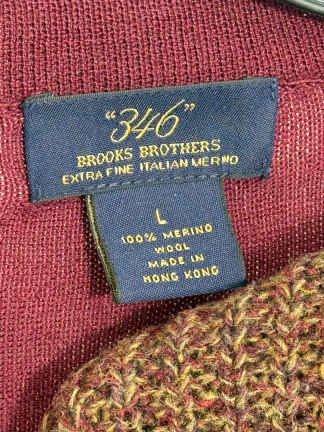 "346"
BROOKS BROTHERS
EXTRA FINE ITALIAN MERINO
L
100% MERINO
WOOL
MADE IN
HONG KONG